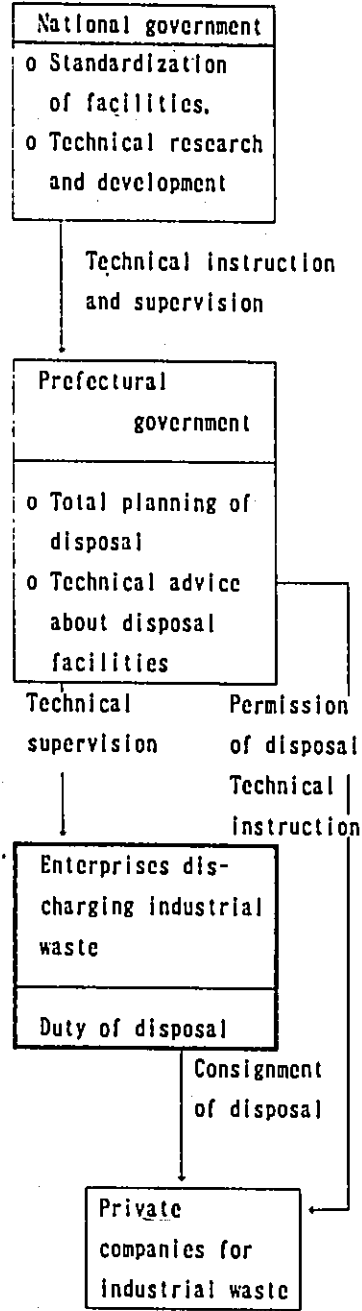 National government
o Standardization
of facilities.
o Technical research
and development
Technical instruction
and supervision
Prefectural
government
o Total planning of
disposal
o Technical advice
about disposal
facilities
Technical
supervision
Permission
of disposal
Technical
instruction
Enterprises dis-
charging industrial
waste
Duty of disposal
Consignment
of disposal
Private
companies for
industrial waste